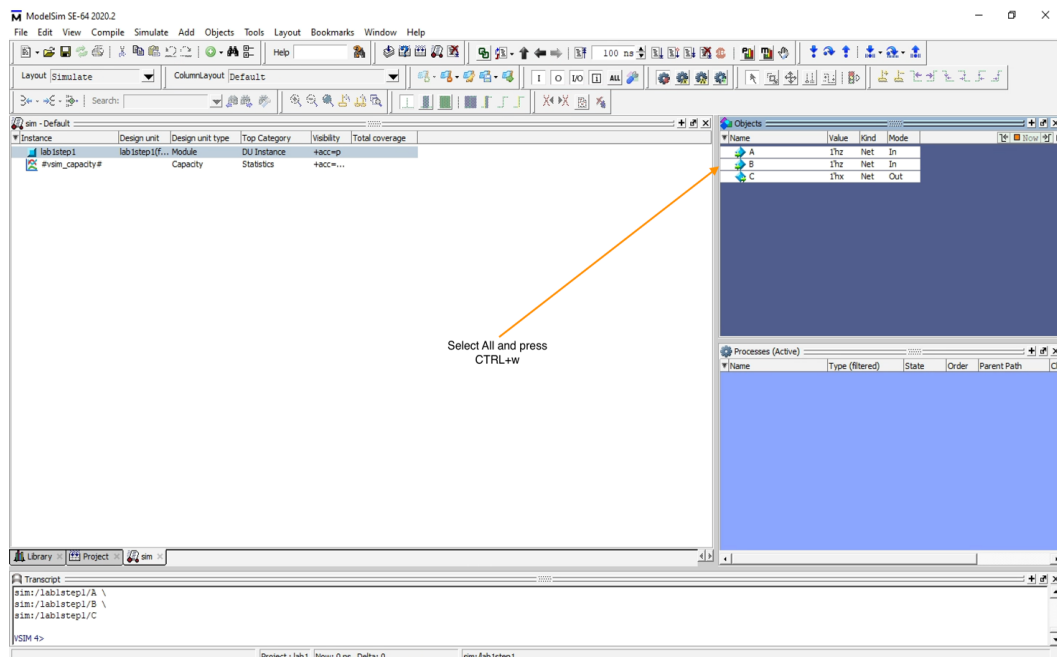 ModelSim SE-64 2020.2
File Edit View Compile Simulate Add Objects Tools Layout Bookmarks Window Help
Help 100 ns
Layout Simulate ColumnLayout Default I O I/O ALL
Search:
sim - Default
Instance Design unit Design unit type Top Category Visibility Total coverage
lab1step1 lab1step1(f... Module DU Instance +acc=p
#vsim_capacity# Capacity Statistics +acc=...
Objects
Name Value Kind Mode Now
A 1'hz Net In
B 1'hz Net In
C 1'hx Net Out
Select All and press
CTRL+w
Processes (Active)
Name Type (filtered) State Order Parent Path
Library Project sim
Transcript
sim:/lab1step1/A \
sim:/lab1step1/B \
sim:/lab1step1/C
VSIM 4>
Project : lab1 Now: 0 ns Delta: 0 sim:/lab1step1